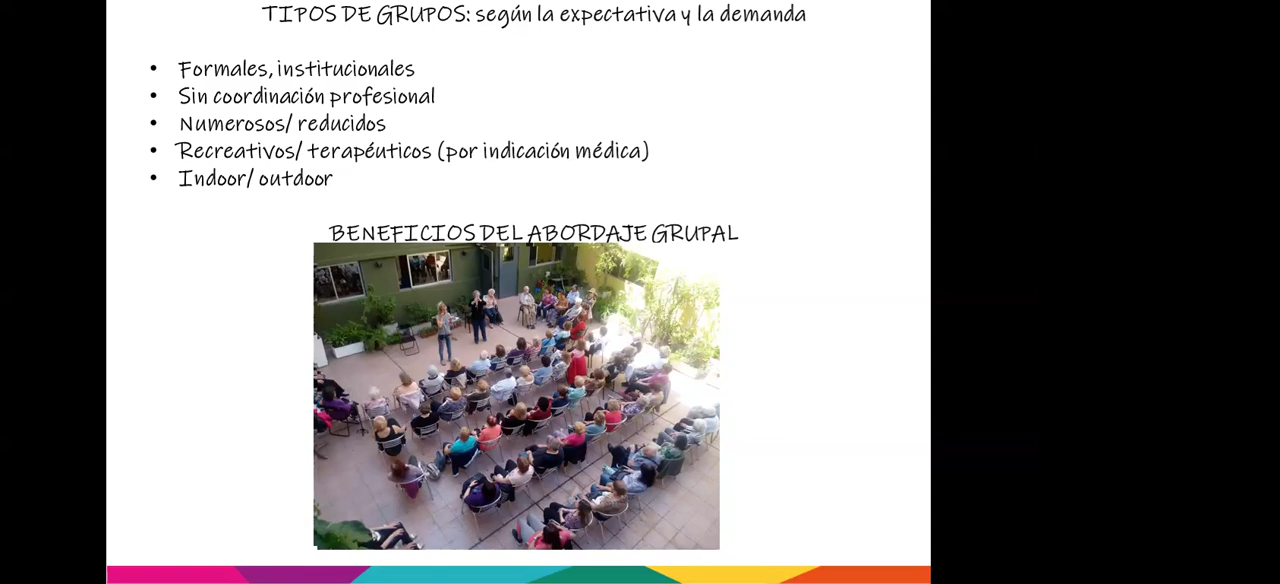 TIPOS DE GRUPOS: según la expectativa y la demanda
• Formales, institucionales
• Sin coordinación profesional
• Numerosos/ reducidos
• Recreativos/ terapéuticos (por indicación médica)
• Indoor/ outdoor
BENEFICIOS DEL ABORDAJE GRUPAL